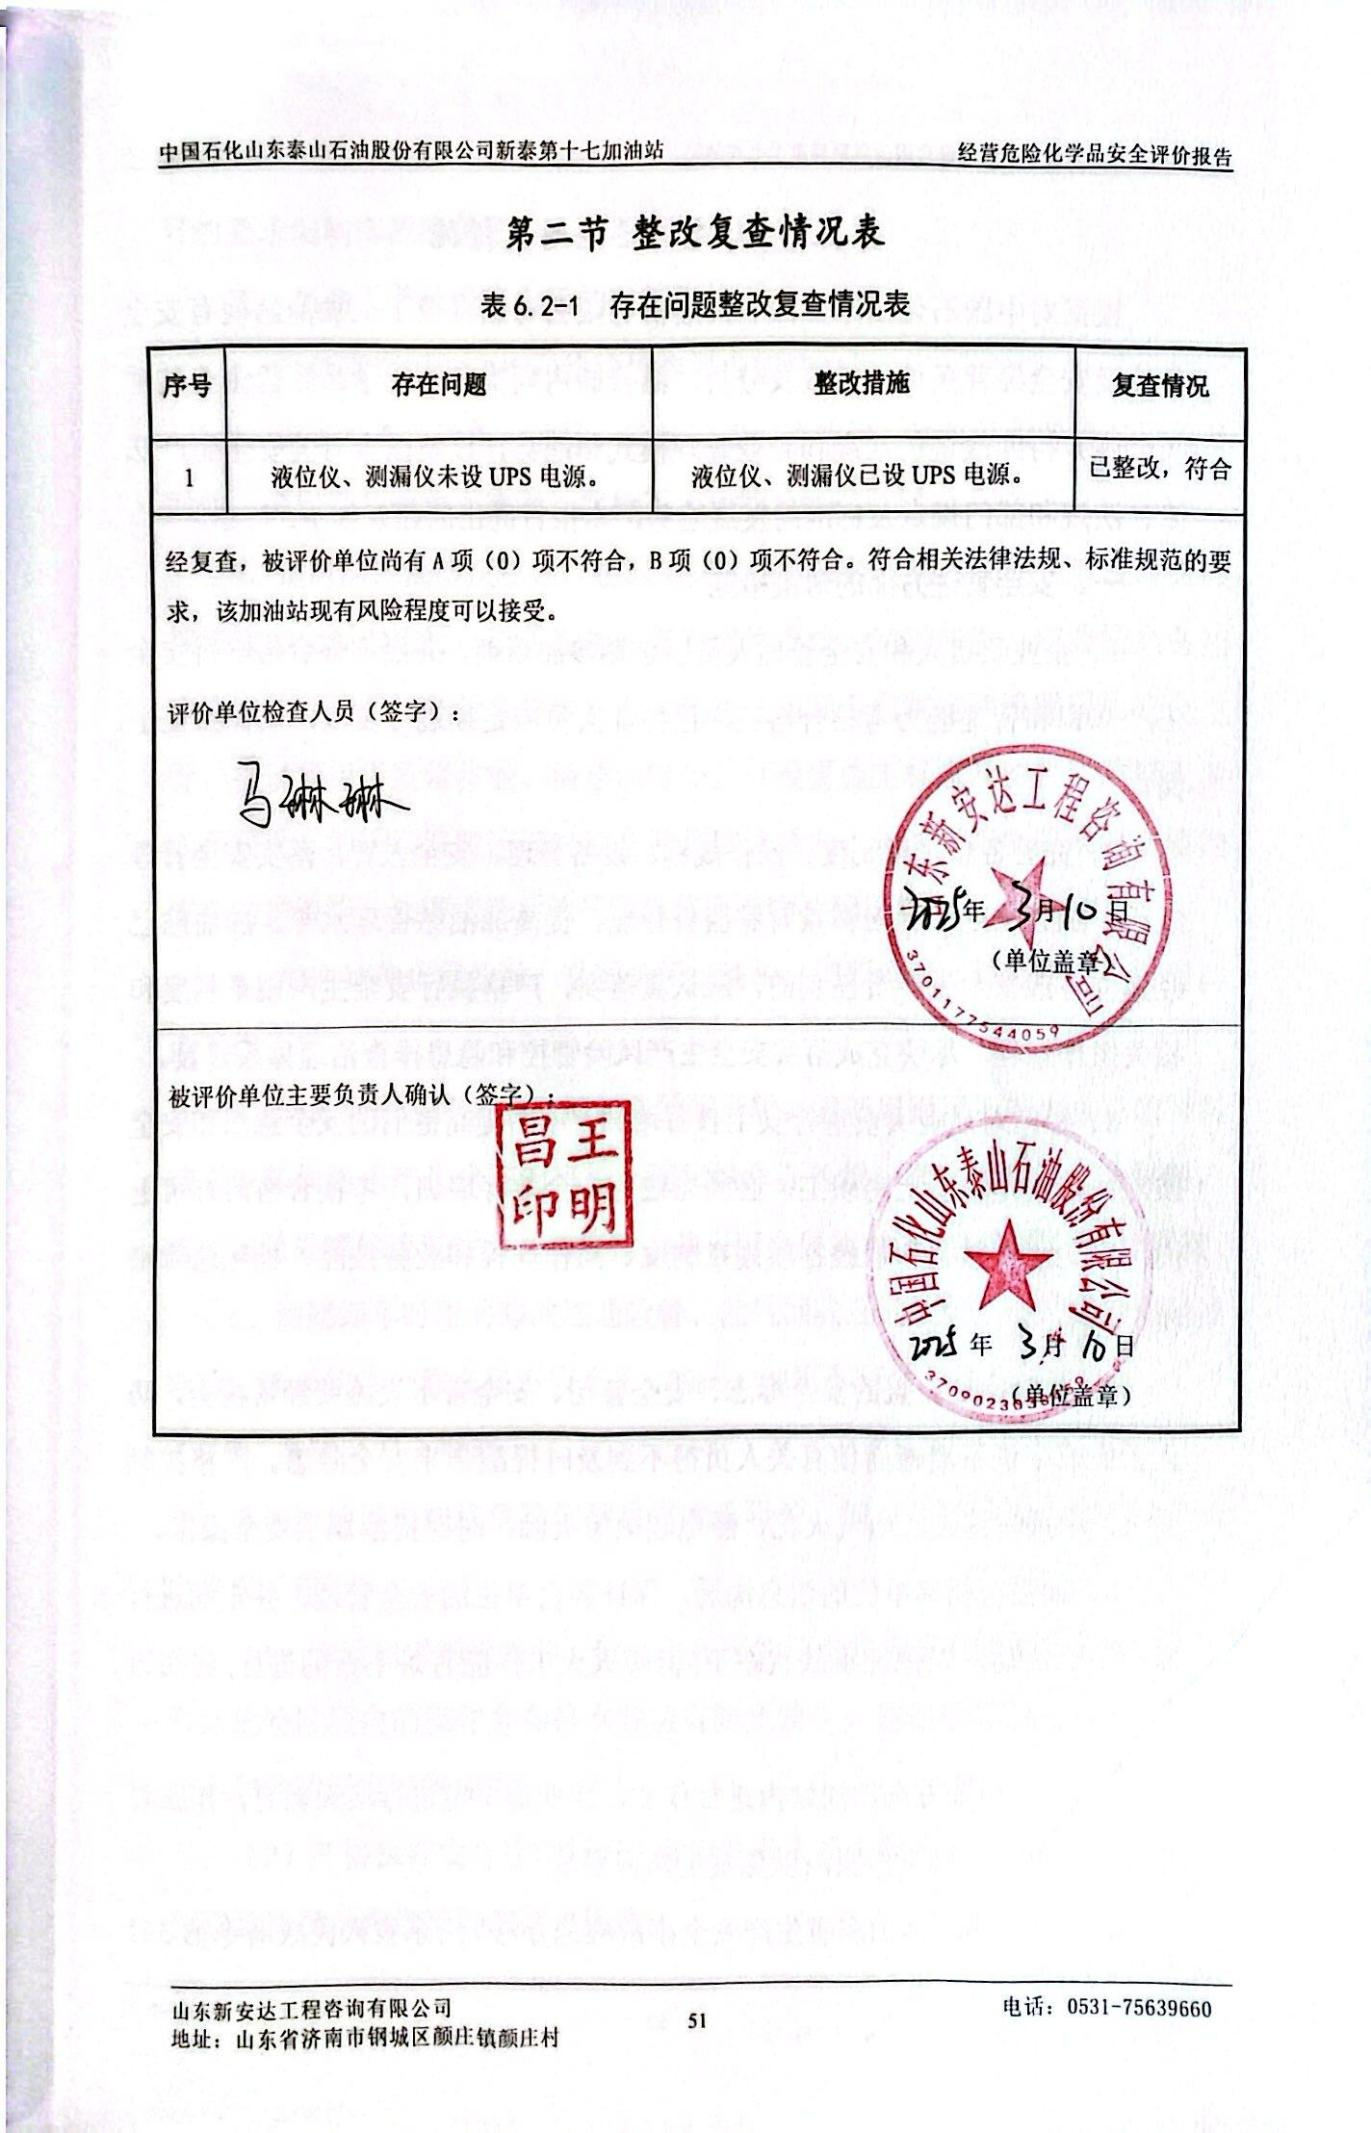 中国石化山东泰山石油股份有限公司新泰第十七加油站 经营危险化学品安全评价报告
第二节 整改复查情况表
表 6.2-1 存在问题整改复查情况表
序号 存在问题 整改措施 复查情况
1 液位仪、测漏仪未设 UPS 电源。 液位仪、测漏仪已设 UPS 电源。 已整改，符合
经复查，被评价单位尚有 A 项（0）项不符合，B 项（0）项不符合。符合相关法律法规、标准规范的要
求，该加油站现有风险程度可以接受。
评价单位检查人员（签字）：
马琳琳
山东新安达工程咨询有限公司
2025年 3月10日
（单位盖章）
3701177544059
被评价单位主要负责人确认（签字）：
王明昌印
中国石化山东泰山石油股份有限公司
2025年 3月10日
（单位盖章）
山东新安达工程咨询有限公司
地址：山东省济南市钢城区颜庄镇颜庄村
51
电话：0531-75639660